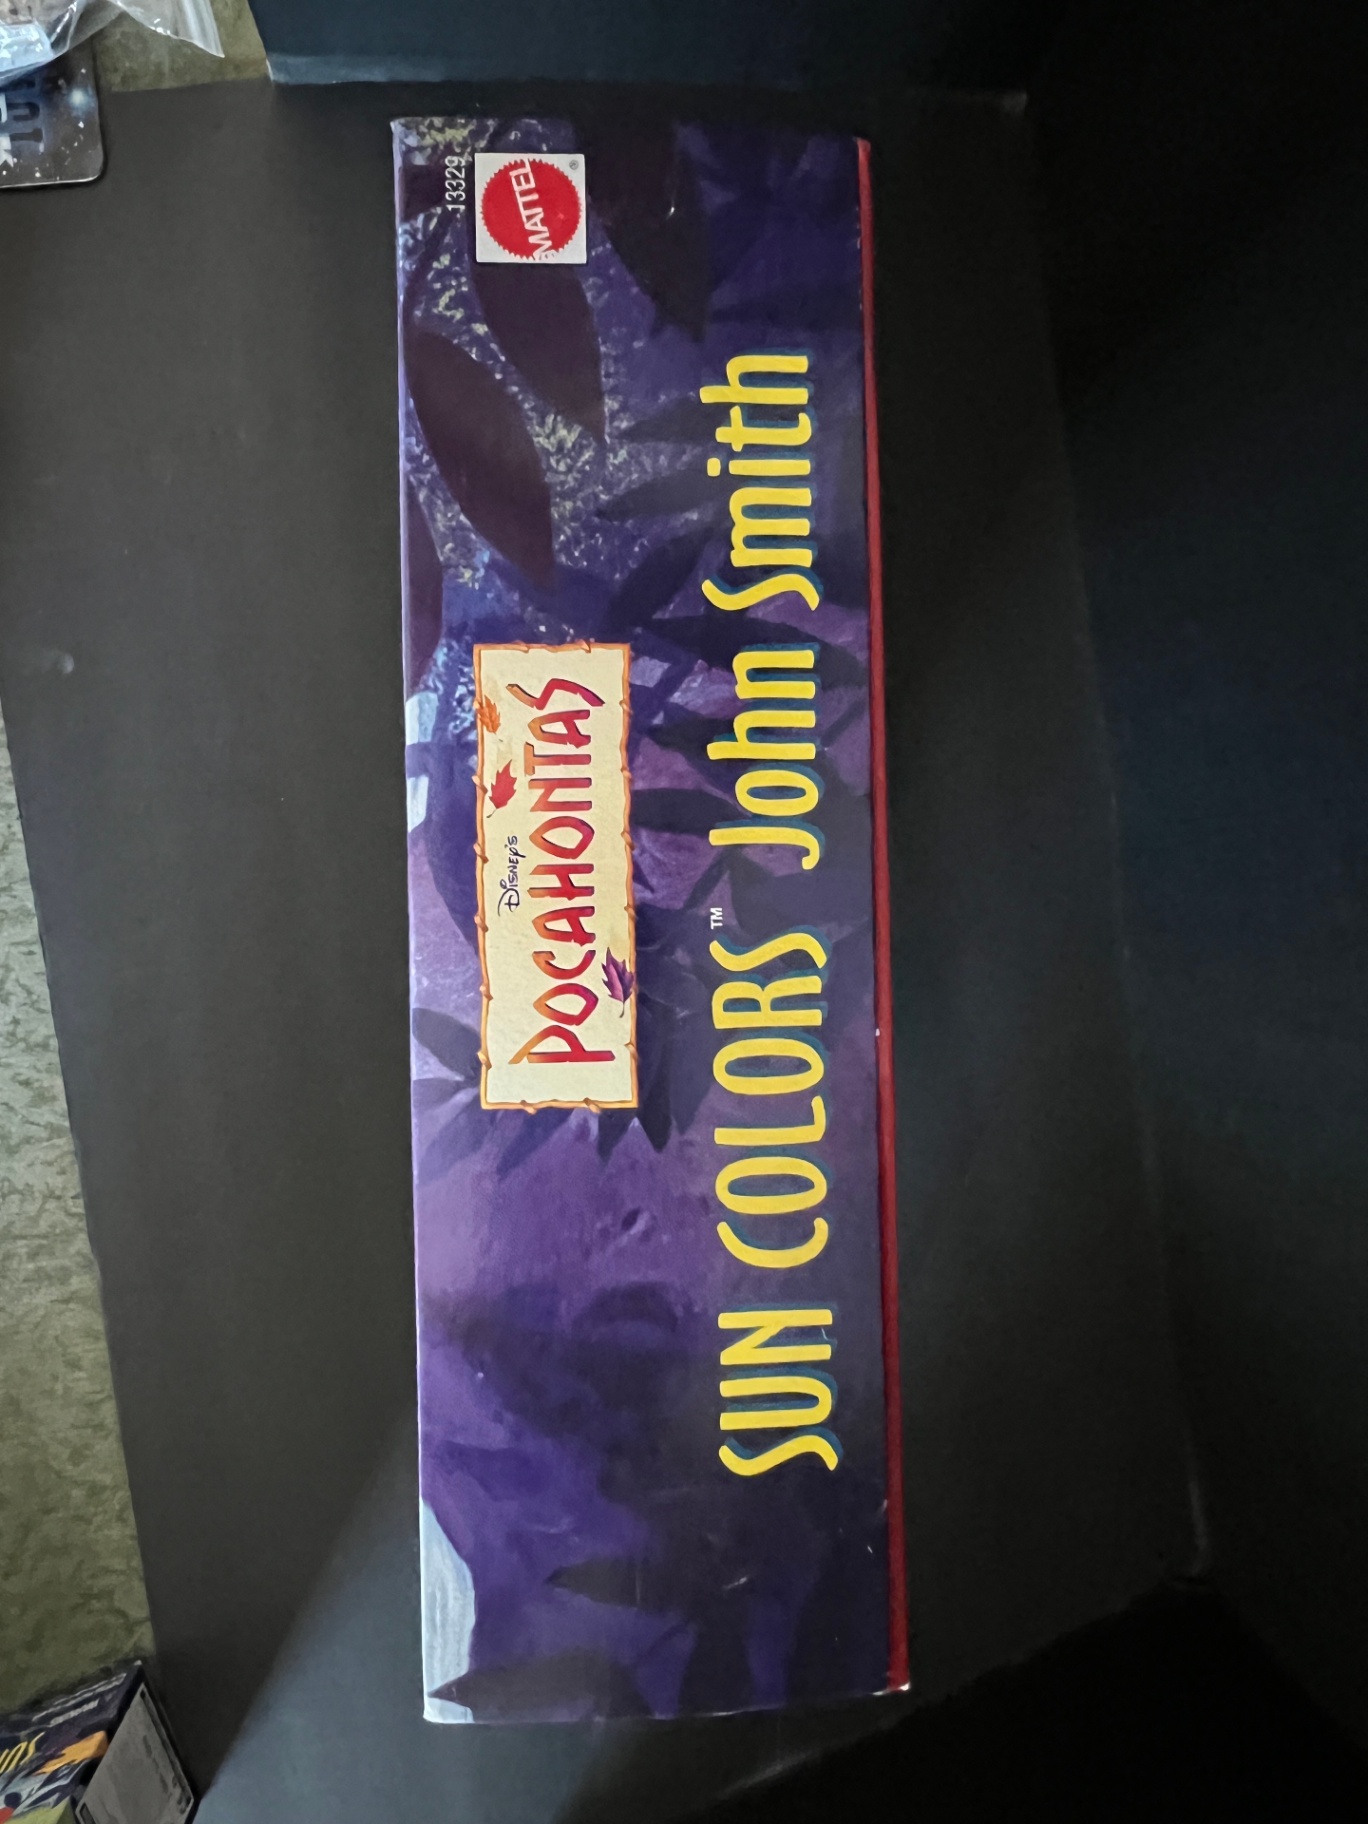 13329
MATTEL
®
DISNEY'S
POCAHONTAS
SUN COLORS™ John Smith